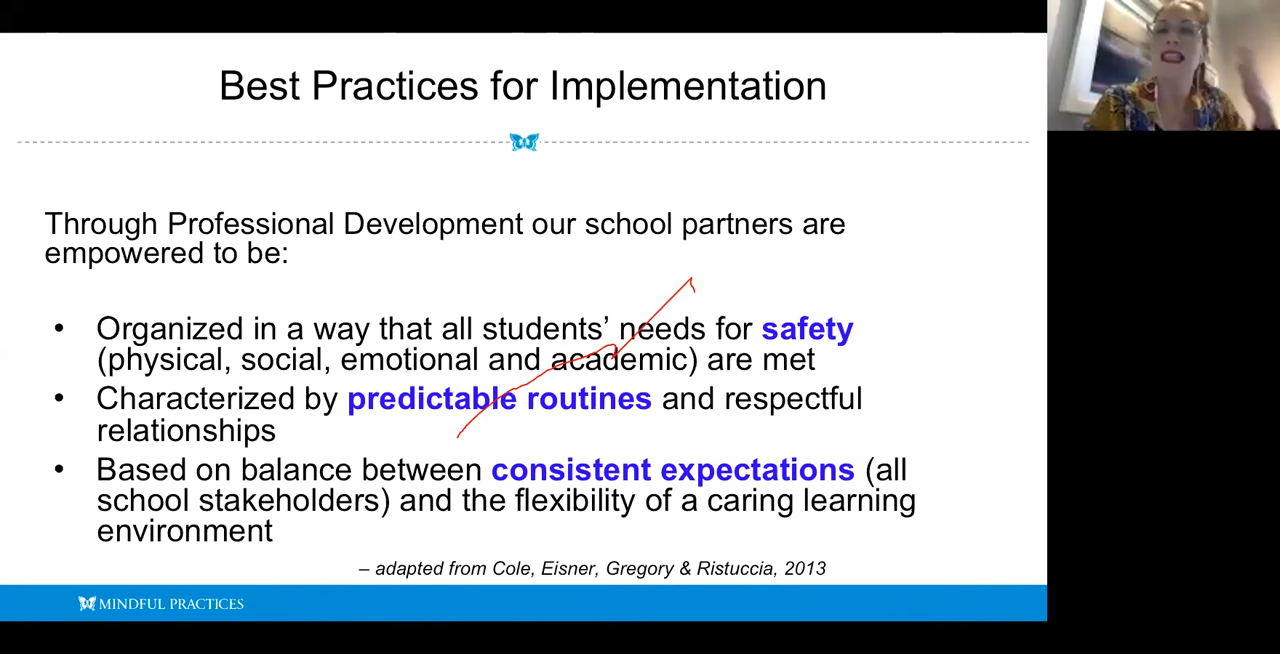 Best Practices for Implementation
Through Professional Development our school partners are
empowered to be:
• Organized in a way that all students’ needs for safety
(physical, social, emotional and academic) are met
• Characterized by predictable routines and respectful
relationships
• Based on balance between consistent expectations (all
school stakeholders) and the flexibility of a caring learning
environment
– adapted from Cole, Eisner, Gregory & Ristuccia, 2013
MINDFUL PRACTICES